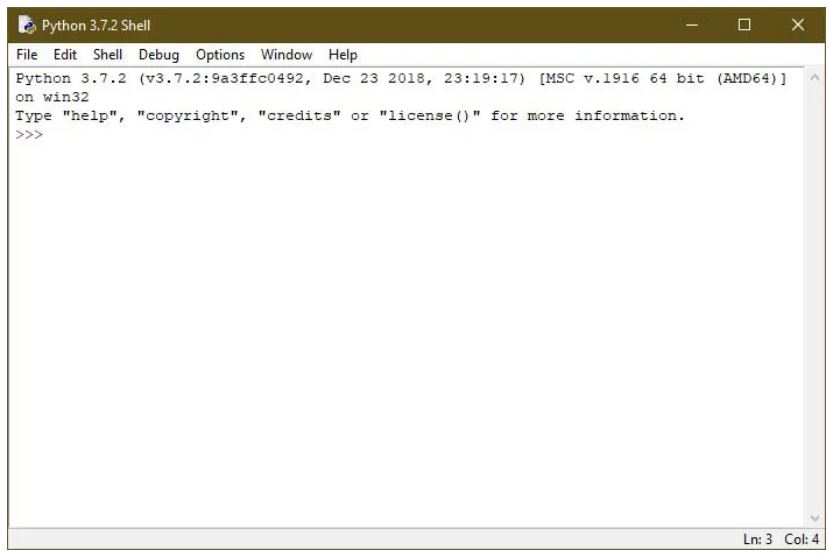 Python 3.7.2 Shell
File Edit Shell Debug Options Window Help
Python 3.7.2 (v3.7.2:9a3ffc0492, Dec 23 2018, 23:19:17) [MSC v.1916 64 bit (AMD64)]
on win32
Type "help", "copyright", "credits" or "license()" for more information.
>>>
Ln: 3 Col: 4